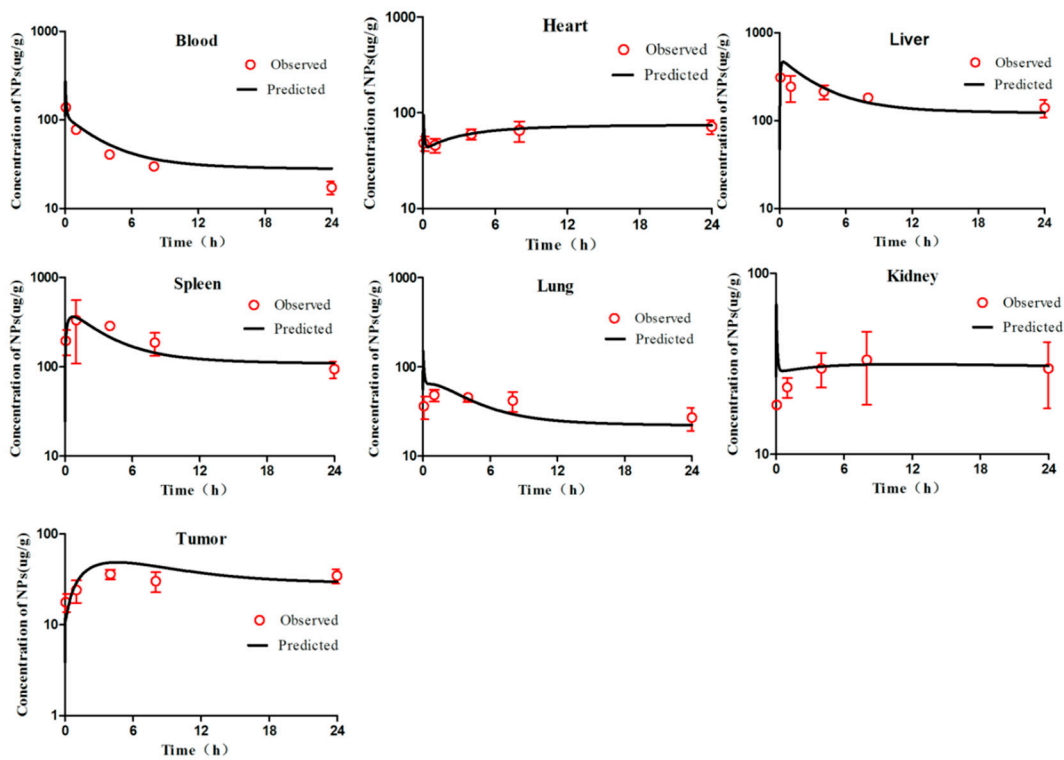 Blood
Concentration of NPs(ug/g)
1000
100
10
Observed
Predicted
0 6 12 18 24
Time（h）
Heart
Concentration of NPs(ug/g)
1000
100
10
Observed
Predicted
0 6 12 18 24
Time（h）
Liver
Concentration of NPs(ug/g)
1000
100
10
Observed
Predicted
0 6 12 18 24
Time（h）
Spleen
Concentration of NPs(ug/g)
1000
100
10
Observed
Predicted
0 6 12 18 24
Time（h）
Lung
Concentration of NPs(ug/g)
1000
100
10
Observed
Predicted
0 6 12 18 24
Time（h）
Kidney
Concentration of NPs(ug/g)
100
10
Observed
Predicted
0 6 12 18 24
Time（h）
Tumor
Concentration of NPs(ug/g)
100
10
1
Observed
Predicted
0 6 12 18 24
Time（h）